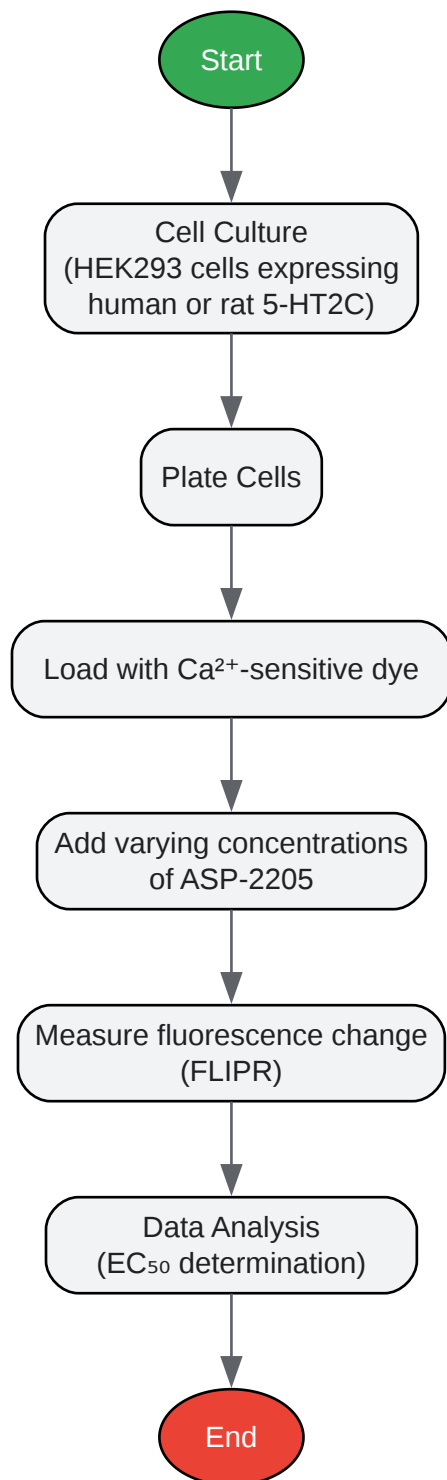 Start
Cell Culture
(HEK293 cells expressing
human or rat 5-HT2C)
Plate Cells
Load with Ca²⁺-sensitive dye
Add varying concentrations
of ASP-2205
Measure fluorescence change
(FLIPR)
Data Analysis
(EC₅₀ determination)
End